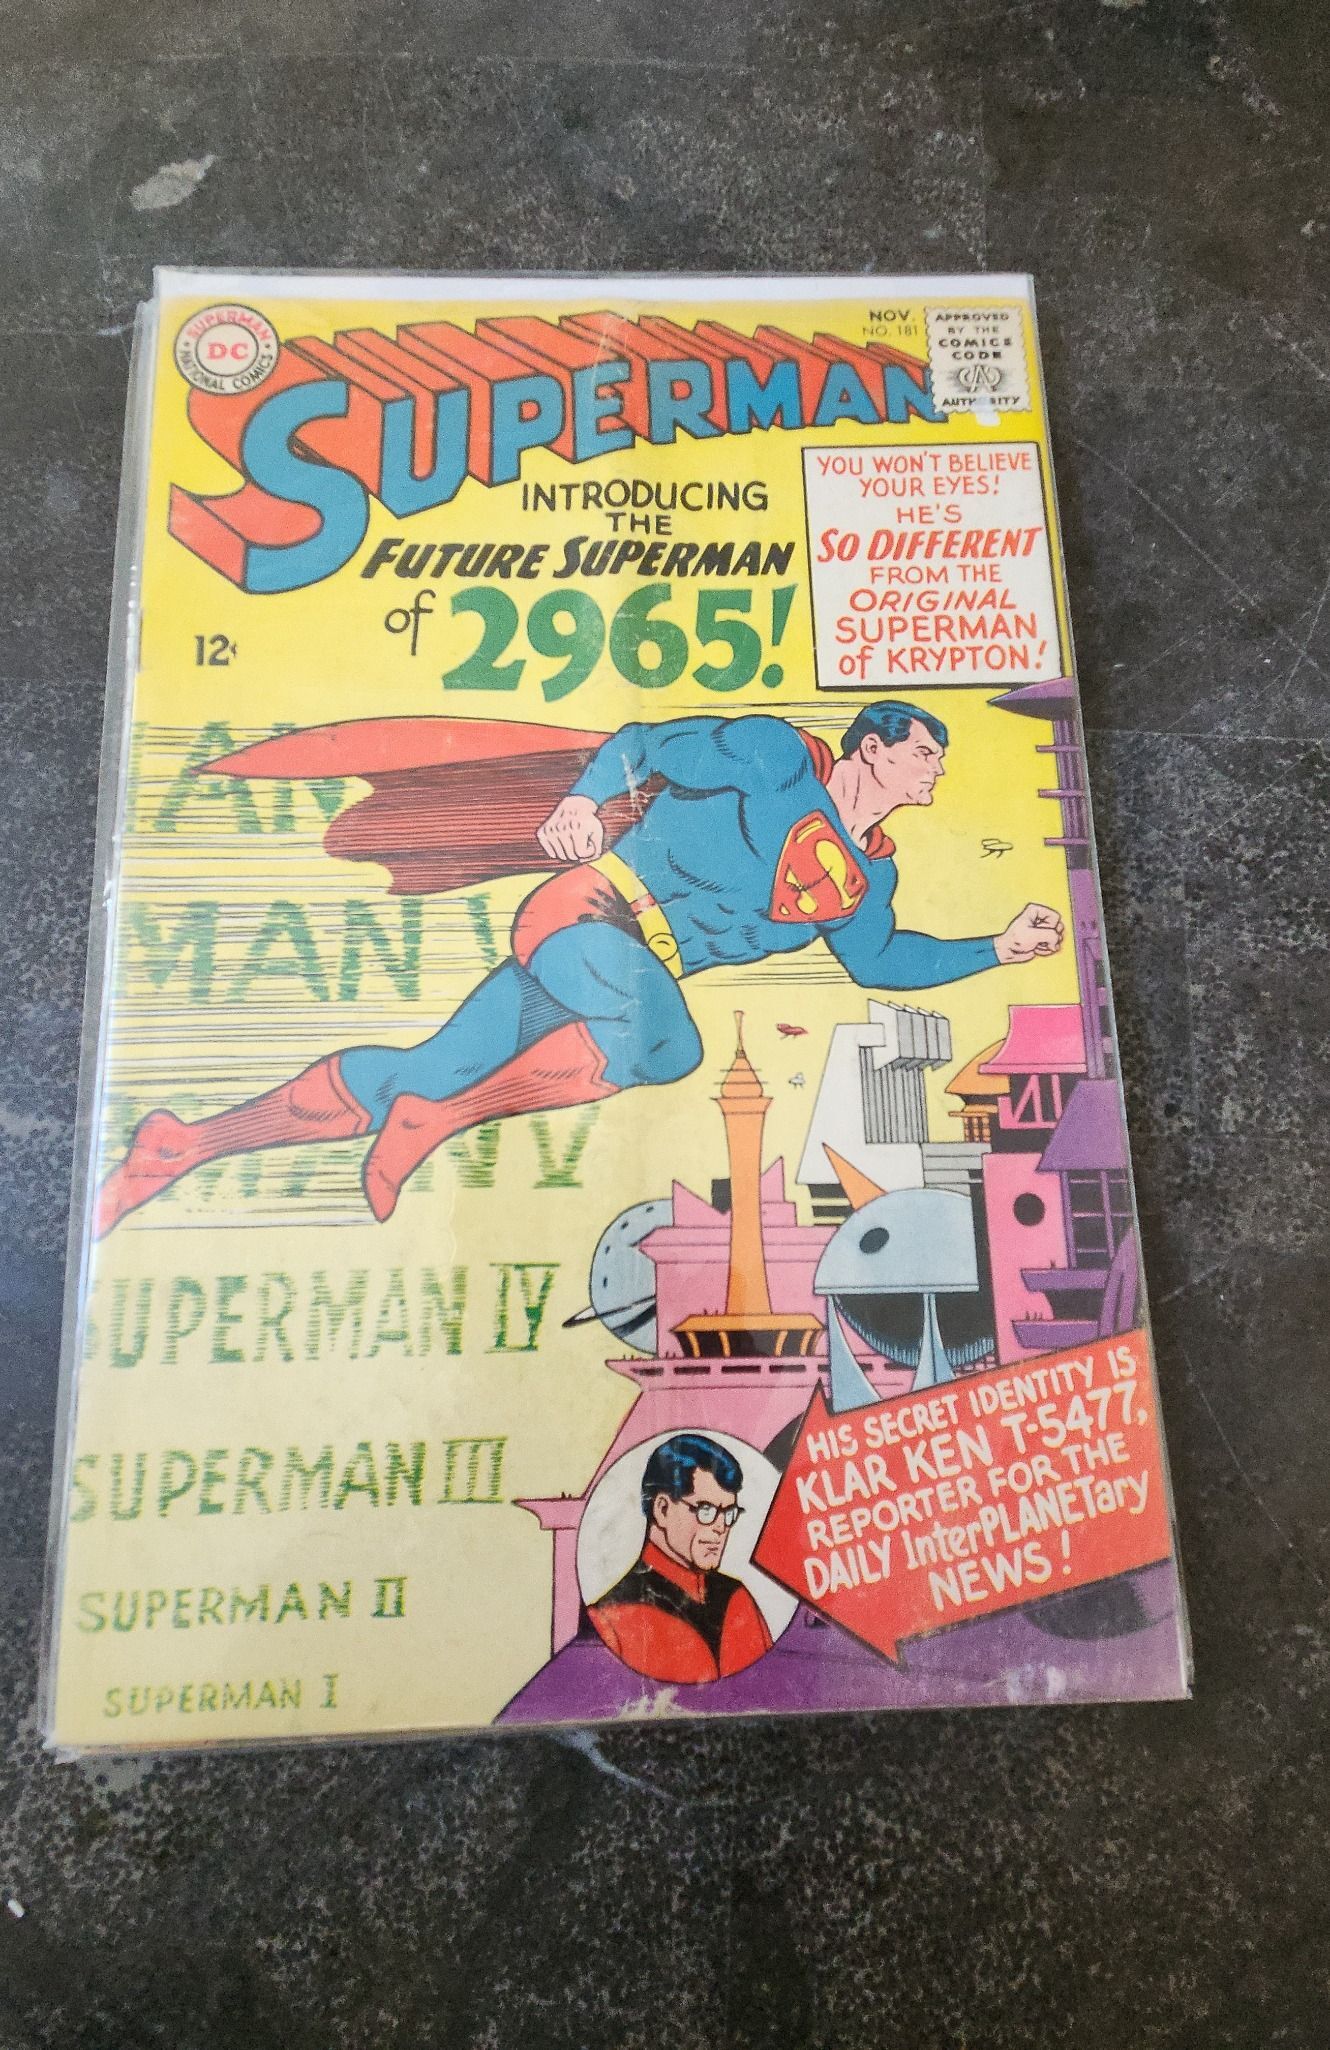 SUPERMAN
DC
NATIONAL COMICS
SUPERMAN
NOV.
NO. 181
APPROVED
BY THE
COMICS
CODE
AUTHORITY
INTRODUCING
THE
FUTURE SUPERMAN
of 2965!
YOU WON'T BELIEVE
YOUR EYES!
HE'S
SO DIFFERENT
FROM THE
ORIGINAL
SUPERMAN
of KRYPTON!
12¢
MAN V
SUPERMAN IV
SUPERMAN III
SUPERMAN II
SUPERMAN I
HIS SECRET IDENTITY IS
KLAR KEN T-5477,
REPORTER FOR THE
DAILY InterPLANETary
NEWS!